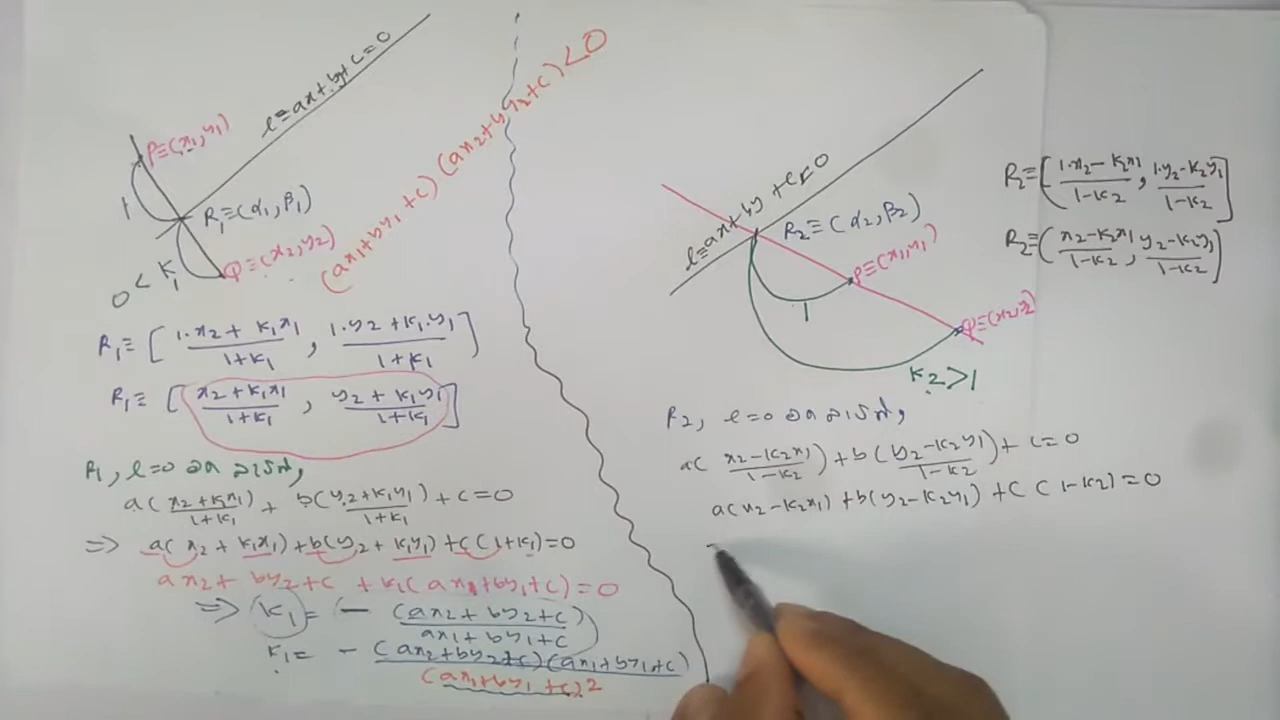 l≡ax+by+c=0
P≡(x₁,y₁)
1
R₁≡(α₁,β₁)
0 < k₁
Q≡(x₂,y₂)
(ax₁+by₁+c)(ax₂+by₂+c)<0
R₁≡ [ (1·x₂ + k₁x₁)/(1+k₁) , (1·y₂ + k₁·y₁)/(1+k₁) ]
R₁≡ [ (x₂ + k₁x₁)/(1+k₁) , (y₂ + k₁y₁)/(1+k₁) ]
R₁, l=0
a((x₂+k₁x₁)/(1+k₁)) + b((y₂+k₁y₁)/(1+k₁)) + c=0
=> a(x₂ + k₁x₁) + b(y₂ + k₁y₁) + c(1+k₁)=0
ax₂ + by₂ + c + k₁(ax₁+by₁+c)=0
=> k₁ = - (ax₂ + by₂ + c)/(ax₁ + by₁ + c)
k₁ = - (ax₂+by₂+c)(ax₁+by₁+c)/(ax₁+by₁+c)²
l≡ax+by+c=0
R₂≡(α₂,β₂)
P≡(x₁,y₁)
1
Q≡(x₂,y₂)
k₂>1
R₂≡[ (1·x₂-k₂x₁)/(1-k₂) , (1·y₂-k₂y₁)/(1-k₂) ]
R₂≡( (x₂-k₂x₁)/(1-k₂) , (y₂-k₂y₁)/(1-k₂) )
R₂, l=0
a((x₂-k₂x₁)/(1-k₂)) + b((y₂-k₂y₁)/(1-k₂)) + c=0
a(x₂-k₂x₁) + b(y₂-k₂y₁) + c(1-k₂)=0